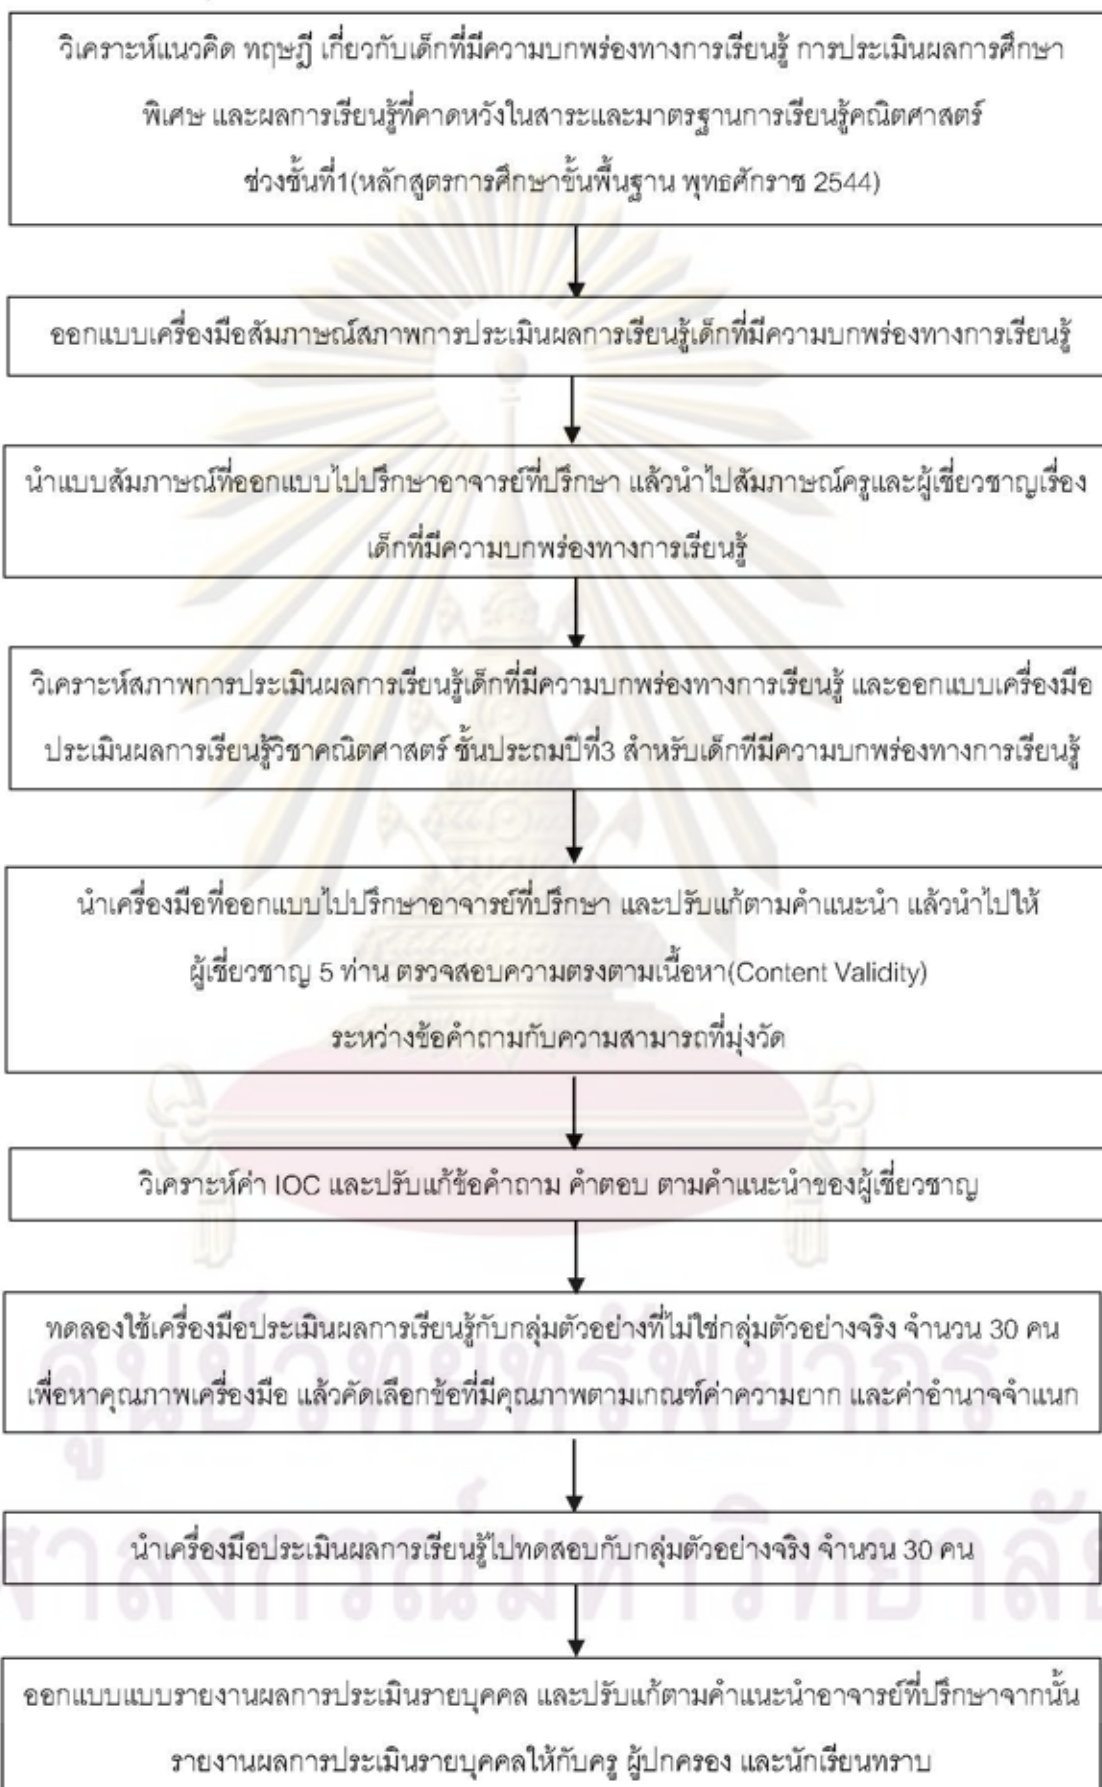 วิเคราะห์แนวคิด ทฤษฎี เกี่ยวกับเด็กที่มีความบกพร่องทางการเรียนรู้ การประเมินผลการศึกษา
พิเศษ และผลการเรียนรู้ที่คาดหวังในสาระและมาตรฐานการเรียนรู้คณิตศาสตร์
ช่วงชั้นที่1(หลักสูตรการศึกษาขั้นพื้นฐาน พุทธศักราช 2544)
ออกแบบเครื่องมือสัมภาษณ์สภาพการประเมินผลการเรียนรู้เด็กที่มีความบกพร่องทางการเรียนรู้
นำแบบสัมภาษณ์ที่ออกแบบไปปรึกษาอาจารย์ที่ปรึกษา แล้วนำไปสัมภาษณ์ครูและผู้เชี่ยวชาญเรื่อง
เด็กที่มีความบกพร่องทางการเรียนรู้
วิเคราะห์สภาพการประเมินผลการเรียนรู้เด็กที่มีความบกพร่องทางการเรียนรู้ และออกแบบเครื่องมือ
ประเมินผลการเรียนรู้วิชาคณิตศาสตร์ ชั้นประถมปีที่3 สำหรับเด็กที่มีความบกพร่องทางการเรียนรู้
นำเครื่องมือที่ออกแบบไปปรึกษาอาจารย์ที่ปรึกษา และปรับแก้ตามคำแนะนำ แล้วนำไปให้
ผู้เชี่ยวชาญ 5 ท่าน ตรวจสอบความตรงตามเนื้อหา(Content Validity)
ระหว่างข้อคำถามกับความสามารถที่มุ่งวัด
วิเคราะห์ค่า IOC และปรับแก้ข้อคำถาม คำตอบ ตามคำแนะนำของผู้เชี่ยวชาญ
ทดลองใช้เครื่องมือประเมินผลการเรียนรู้กับกลุ่มตัวอย่างที่ไม่ใช่กลุ่มตัวอย่างจริง จำนวน 30 คน
เพื่อหาคุณภาพเครื่องมือ แล้วคัดเลือกข้อที่มีคุณภาพตามเกณฑ์ค่าความยาก และค่าอำนาจจำแนก
ศูนย์วิทยทรัพยากร
นำเครื่องมือประเมินผลการเรียนรู้ไปทดสอบกับกลุ่มตัวอย่างจริง จำนวน 30 คน
ฬาลงกรณ์มหาวิทยาลัย
ออกแบบแบบรายงานผลการประเมินรายบุคคล และปรับแก้ตามคำแนะนำอาจารย์ที่ปรึกษาจากนั้น
รายงานผลการประเมินรายบุคคลให้กับครู ผู้ปกครอง และนักเรียนทราบ